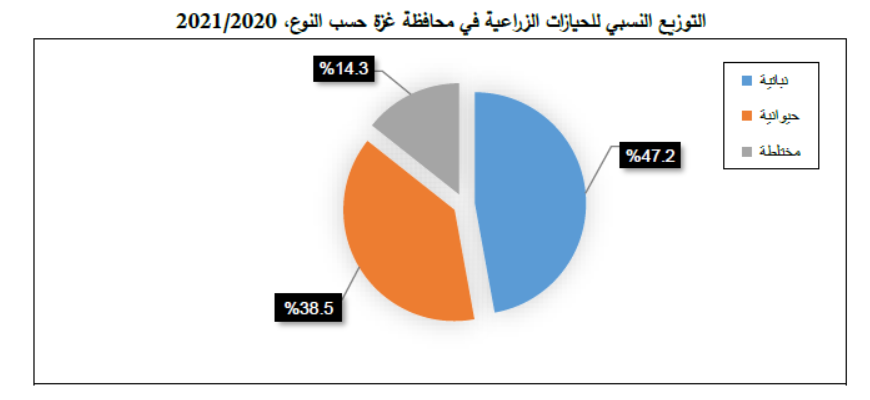 التوزيع النسبي للحيازات الزراعية في محافظة غزة حسب النوع، 2021/2020
%14.3
نباتية
حيوانية
%47.2
مختلطة
%38.5